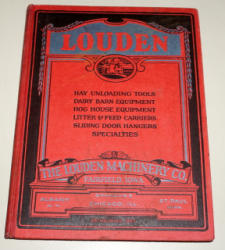 LOUDEN
HAY UNLOADING TOOLS
DAIRY BARN EQUIPMENT
HOG HOUSE EQUIPMENT
LITTER & FEED CARRIERS
SLIDING DOOR HANGERS
SPECIALTIES
THE LOUDEN MACHINERY CO.
FAIRFIELD, IOWA
ALBANY ST. PAUL
CHICAGO, ILL.